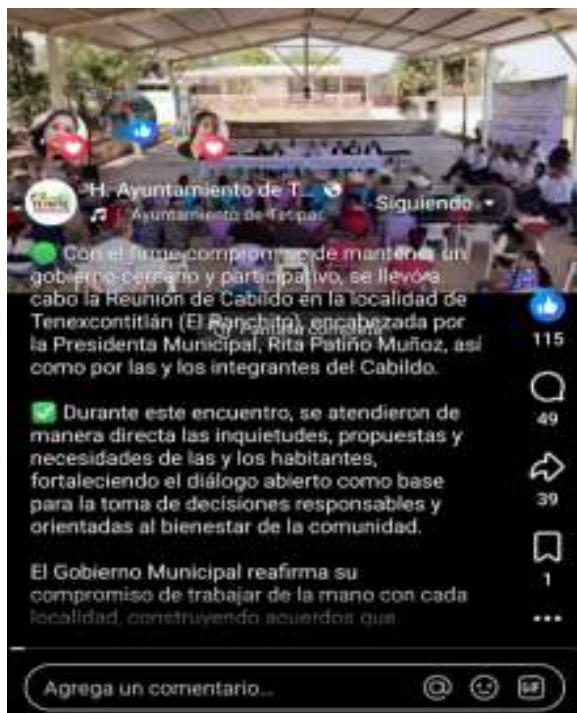 H. Ayuntamiento de T...
Siguiendo
Ayuntamiento de
🟢 Con el firme compromiso de mantener un
gobierno cercano y participativo, se llevó a
cabo la Reunión de Cabildo en la localidad de
Tenexcontitlán (El Ranchito), encabezada por
la Presidenta Municipal, Rita Patiño Muñoz, así
como por las y los integrantes del Cabildo.
✅ Durante este encuentro, se atendieron de
manera directa las inquietudes, propuestas y
necesidades de las y los habitantes,
fortaleciendo el diálogo abierto como base
para la toma de decisiones responsables y
orientadas al bienestar de la comunidad.
El Gobierno Municipal reafirma su
compromiso de trabajar de la mano con cada
localidad, construyendo acuerdos que
115
49
39
1
Agrega un comentario...
GIF